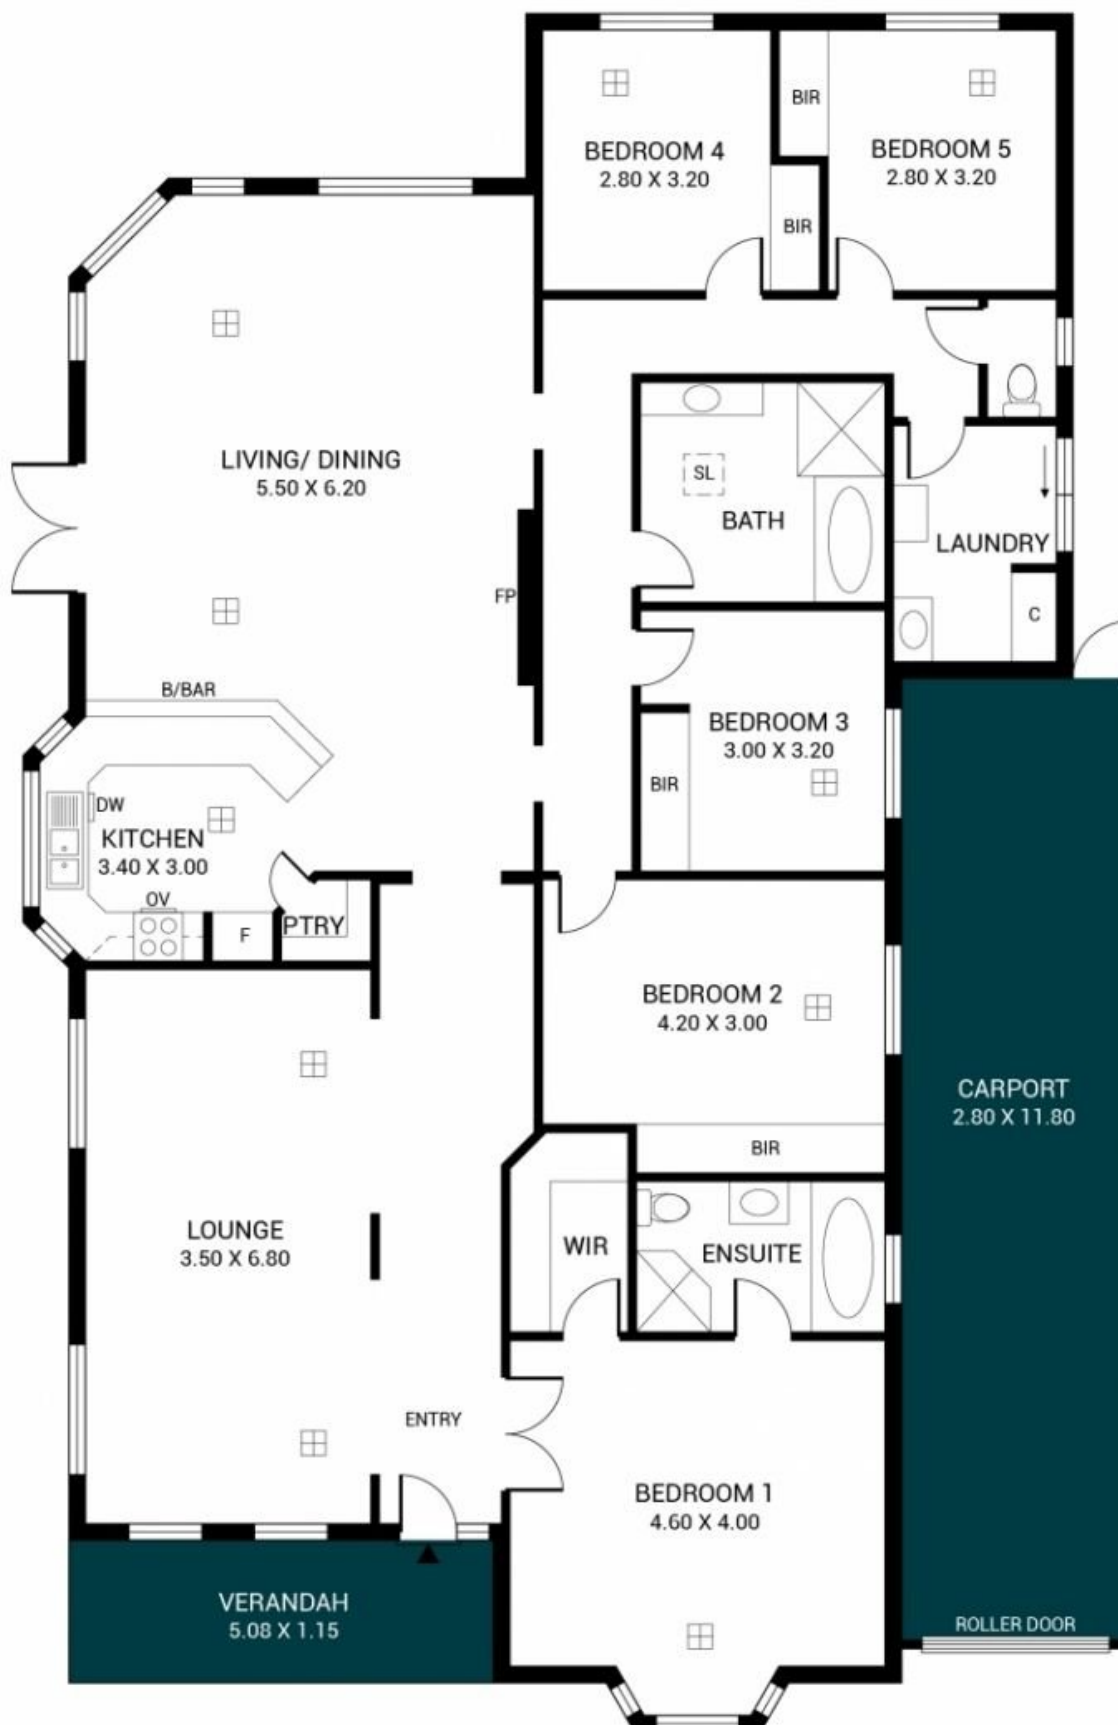 BIR
BEDROOM 4
2.80 X 3.20
BEDROOM 5
2.80 X 3.20
BIR
LIVING/ DINING
5.50 X 6.20
SL
BATH
LAUNDRY
FP
C
B/BAR
BEDROOM 3
3.00 X 3.20
BIR
DW
KITCHEN
3.40 X 3.00
OV
F
PTRY
BEDROOM 2
4.20 X 3.00
CARPORT
2.80 X 11.80
BIR
LOUNGE
3.50 X 6.80
WIR
ENSUITE
ENTRY
BEDROOM 1
4.60 X 4.00
VERANDAH
5.08 X 1.15
ROLLER DOOR